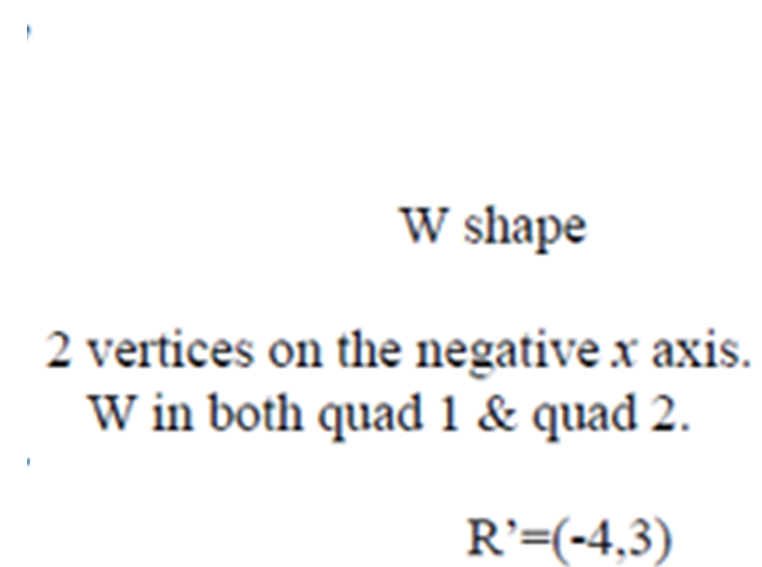 W shape
2 vertices on the negative x axis.
W in both quad 1 & quad 2.
R’=(-4,3)